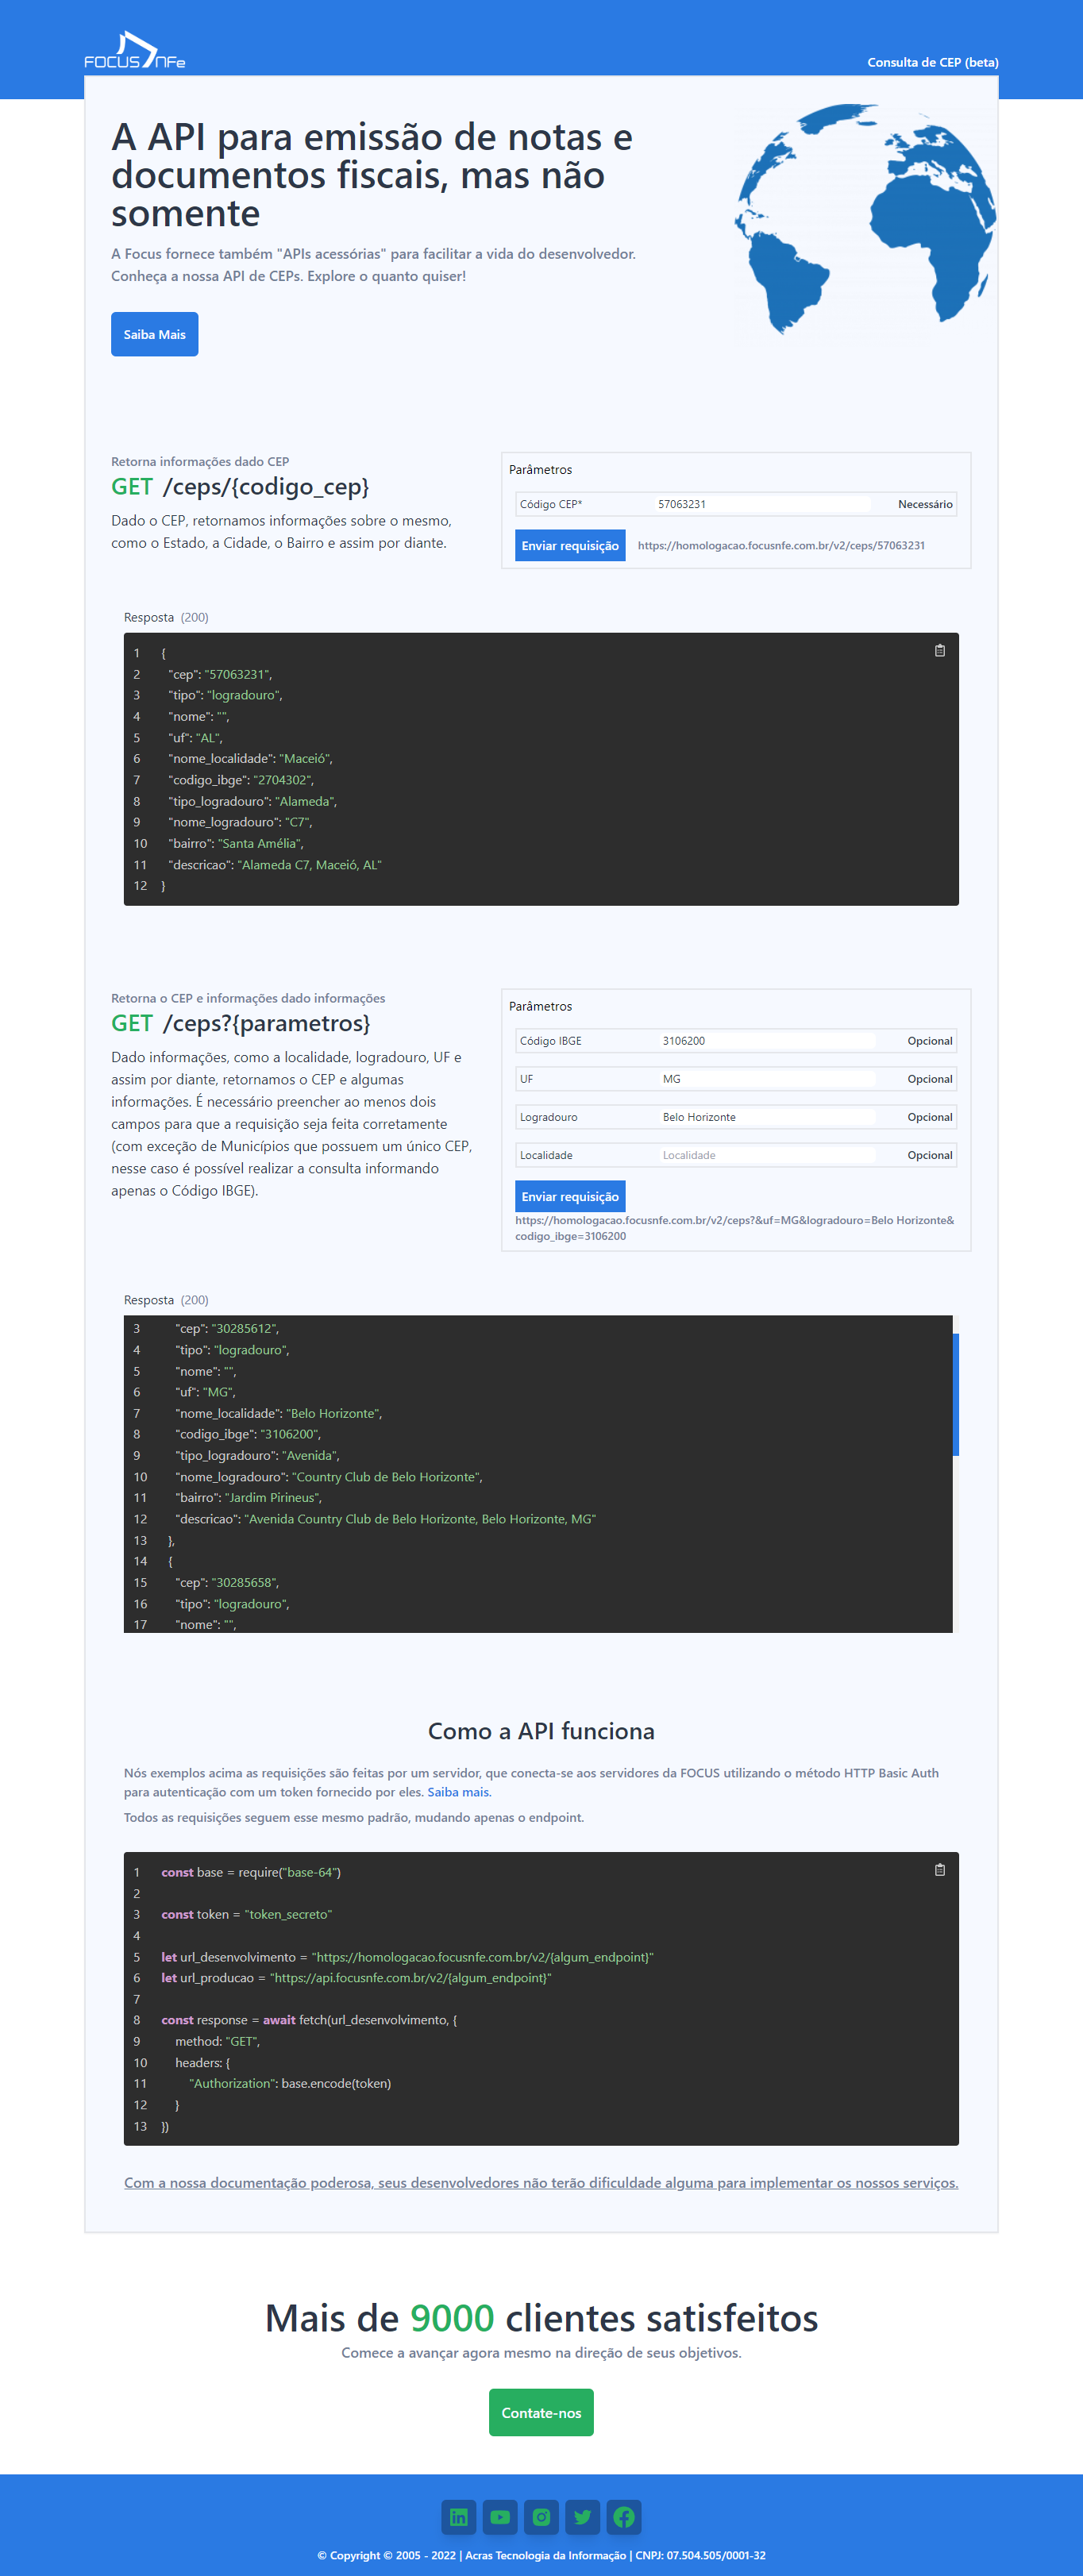 FOCUS NFe
Consulta de CEP (beta)
A API para emissão de notas e
documentos fiscais, mas não
somente
A Focus fornece também "APIs acessórias" para facilitar a vida do desenvolvedor.
Conheça a nossa API de CEPs. Explore o quanto quiser!
Saiba Mais
Retorna informações dado CEP
GET /ceps/{codigo_cep}
Dado o CEP, retornamos informações sobre o mesmo,
como o Estado, a Cidade, o Bairro e assim por diante.
Parâmetros
Código CEP* 57063231 Necessário
Enviar requisição https://homologacao.focusnfe.com.br/v2/ceps/57063231
Resposta (200)
1 {
2 "cep": "57063231",
3 "tipo": "logradouro",
4 "nome": "",
5 "uf": "AL",
6 "nome_localidade": "Maceió",
7 "codigo_ibge": "2704302",
8 "tipo_logradouro": "Alameda",
9 "nome_logradouro": "C7",
10 "bairro": "Santa Amélia",
11 "descricao": "Alameda C7, Maceió, AL"
12 }
Retorna o CEP e informações dado informações
GET /ceps?{parametros}
Dado informações, como a localidade, logradouro, UF e
assim por diante, retornamos o CEP e algumas
informações. É necessário preencher ao menos dois
campos para que a requisição seja feita corretamente
(com exceção de Municípios que possuem um único CEP,
nesse caso é possível realizar a consulta informando
apenas o Código IBGE).
Parâmetros
Código IBGE 3106200 Opcional
UF MG Opcional
Logradouro Belo Horizonte Opcional
Localidade Localidade Opcional
Enviar requisição
https://homologacao.focusnfe.com.br/v2/ceps?&uf=MG&logradouro=Belo Horizonte&
codigo_ibge=3106200
Resposta (200)
3 "cep": "30285612",
4 "tipo": "logradouro",
5 "nome": "",
6 "uf": "MG",
7 "nome_localidade": "Belo Horizonte",
8 "codigo_ibge": "3106200",
9 "tipo_logradouro": "Avenida",
10 "nome_logradouro": "Country Club de Belo Horizonte",
11 "bairro": "Jardim Pirineus",
12 "descricao": "Avenida Country Club de Belo Horizonte, Belo Horizonte, MG"
13 },
14 {
15 "cep": "30285658",
16 "tipo": "logradouro",
17 "nome": "",
Como a API funciona
Nós exemplos acima as requisições são feitas por um servidor, que conecta-se aos servidores da FOCUS utilizando o método HTTP Basic Auth
para autenticação com um token fornecido por eles. Saiba mais.
Todas as requisições seguem esse mesmo padrão, mudando apenas o endpoint.
1 const base = require("base-64")
2
3 const token = "token_secreto"
4
5 let url_desenvolvimento = "https://homologacao.focusnfe.com.br/v2/{algum_endpoint}"
6 let url_producao = "https://api.focusnfe.com.br/v2/{algum_endpoint}"
7
8 const response = await fetch(url_desenvolvimento, {
9 method: "GET",
10 headers: {
11 "Authorization": base.encode(token)
12 }
13 })
Com a nossa documentação poderosa, seus desenvolvedores não terão dificuldade alguma para implementar os nossos serviços.
Mais de 9000 clientes satisfeitos
Comece a avançar agora mesmo na direção de seus objetivos.
Contate-nos
© Copyright © 2005 - 2022 | Acras Tecnologia da Informação | CNPJ: 07.504.505/0001-32